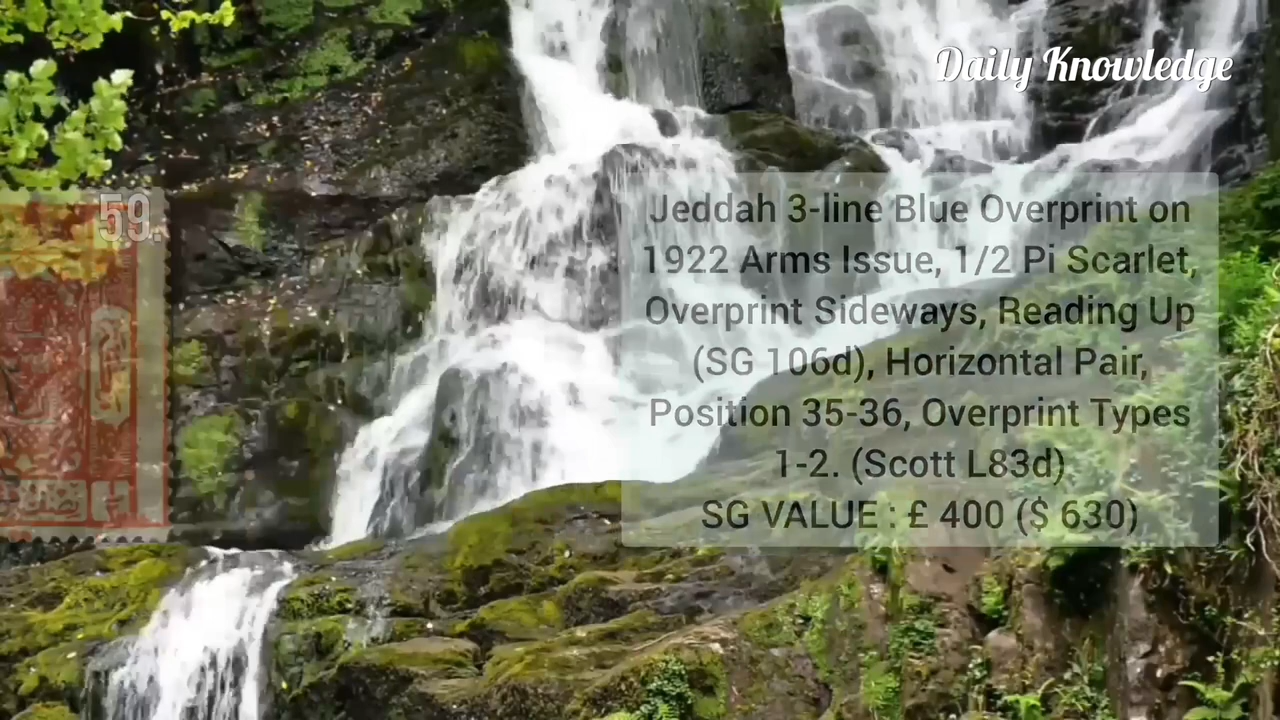 Daily Knowledge
59.
Jeddah 3-line Blue Overprint on
1922 Arms Issue, 1/2 Pi Scarlet,
Overprint Sideways, Reading Up
(SG 106d), Horizontal Pair,
Position 35-36, Overprint Types
1-2. (Scott L83d)
SG VALUE : £ 400 ($ 630)